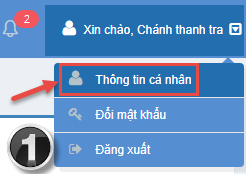 2
Xin chào, Chánh thanh tra
Thông tin cá nhân
Đổi mật khẩu
Đăng xuất
1